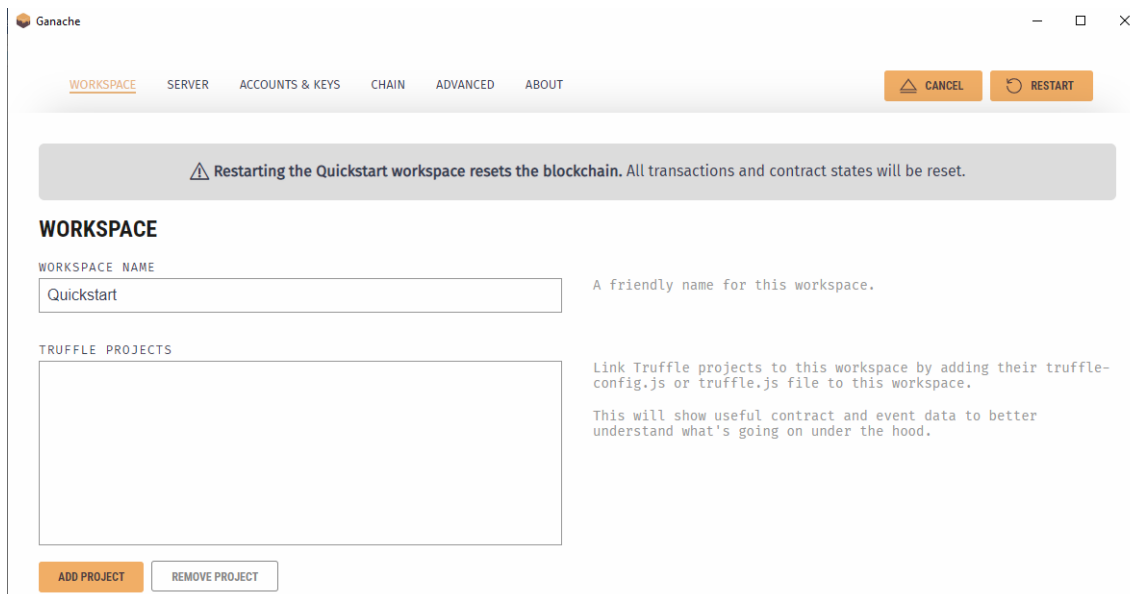 Ganache
WORKSPACE SERVER ACCOUNTS & KEYS CHAIN ADVANCED ABOUT CANCEL RESTART
Restarting the Quickstart workspace resets the blockchain. All transactions and contract states will be reset.
WORKSPACE
WORKSPACE NAME
Quickstart
A friendly name for this workspace.
TRUFFLE PROJECTS
Link Truffle projects to this workspace by adding their truffle-
config.js or truffle.js file to this workspace.
This will show useful contract and event data to better
understand what's going on under the hood.
ADD PROJECT REMOVE PROJECT